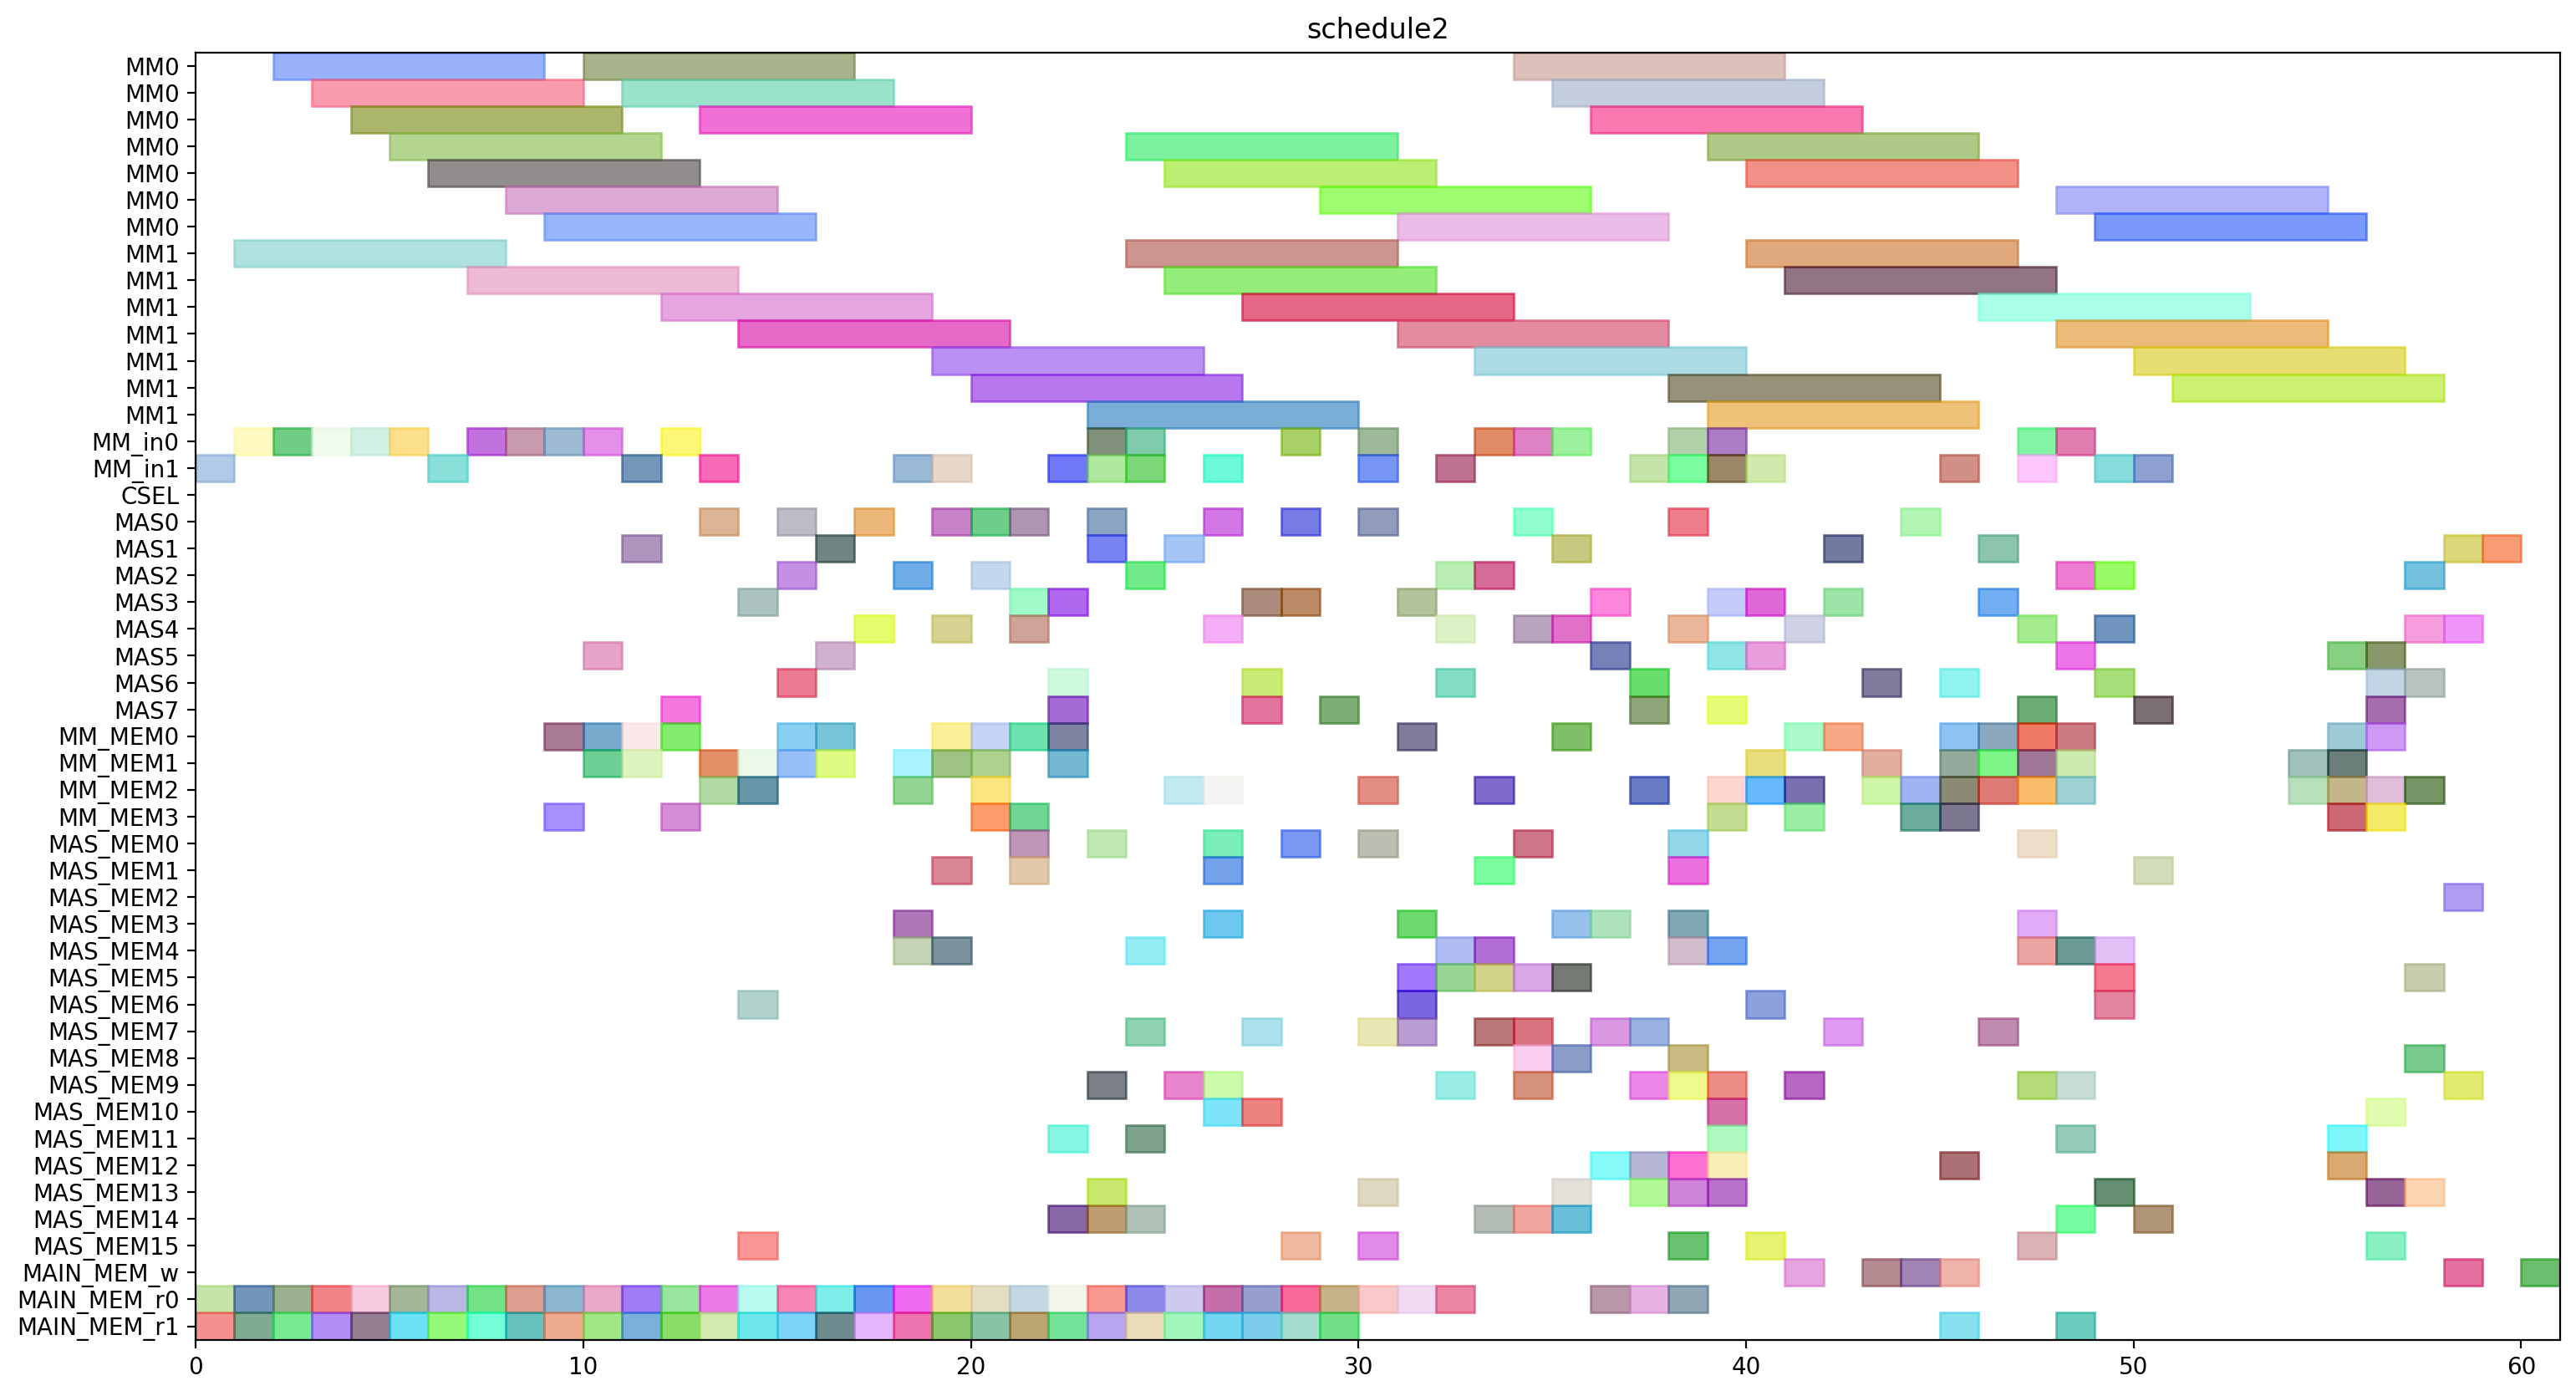 schedule2
MM0
MM0
MM0
MM0
MM0
MM0
MM0
MM1
MM1
MM1
MM1
MM1
MM1
MM1
MM_in0
MM_in1
CSEL
MAS0
MAS1
MAS2
MAS3
MAS4
MAS5
MAS6
MAS7
MM_MEM0
MM_MEM1
MM_MEM2
MM_MEM3
MAS_MEM0
MAS_MEM1
MAS_MEM2
MAS_MEM3
MAS_MEM4
MAS_MEM5
MAS_MEM6
MAS_MEM7
MAS_MEM8
MAS_MEM9
MAS_MEM10
MAS_MEM11
MAS_MEM12
MAS_MEM13
MAS_MEM14
MAS_MEM15
MAIN_MEM_w
MAIN_MEM_r0
MAIN_MEM_r1
0 10 20 30 40 50 60